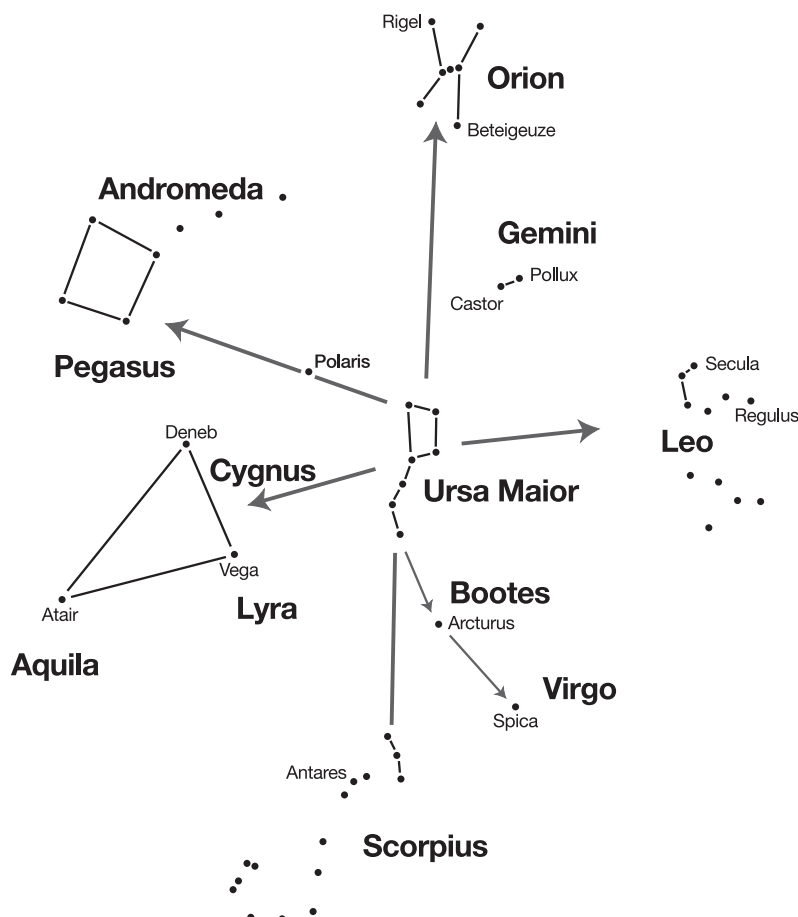 Rigel
Orion
Beteigeuze
Andromeda
Gemini
Pollux
Castor
Pegasus
Polaris
Secula
Regulus
Leo
Deneb
Cygnus
Ursa Maior
Vega
Lyra
Atair
Aquila
Bootes
Arcturus
Virgo
Spica
Antares
Scorpius